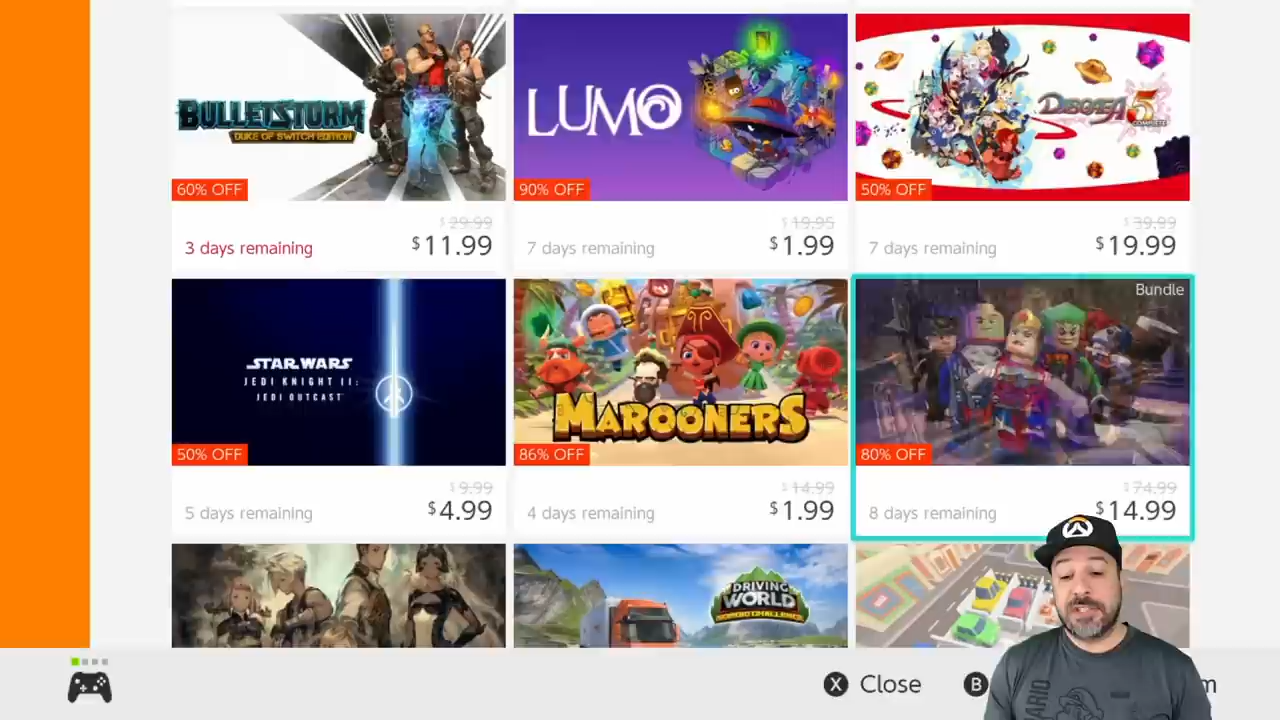 BULLETSTORM
DUKE OF SWITCH EDITION
60% OFF
$29.99
3 days remaining
$11.99
LUMO
90% OFF
$19.95
7 days remaining
$1.99
DISGAEA 5
COMPLETE
50% OFF
$39.99
7 days remaining
$19.99
STAR WARS
JEDI KNIGHT II:
JEDI OUTCAST
50% OFF
$9.99
5 days remaining
$4.99
MAROONERS
86% OFF
$14.99
4 days remaining
$1.99
Bundle
80% OFF
$74.99
8 days remaining
$14.99
DRIVING
WORLD
X Close
B